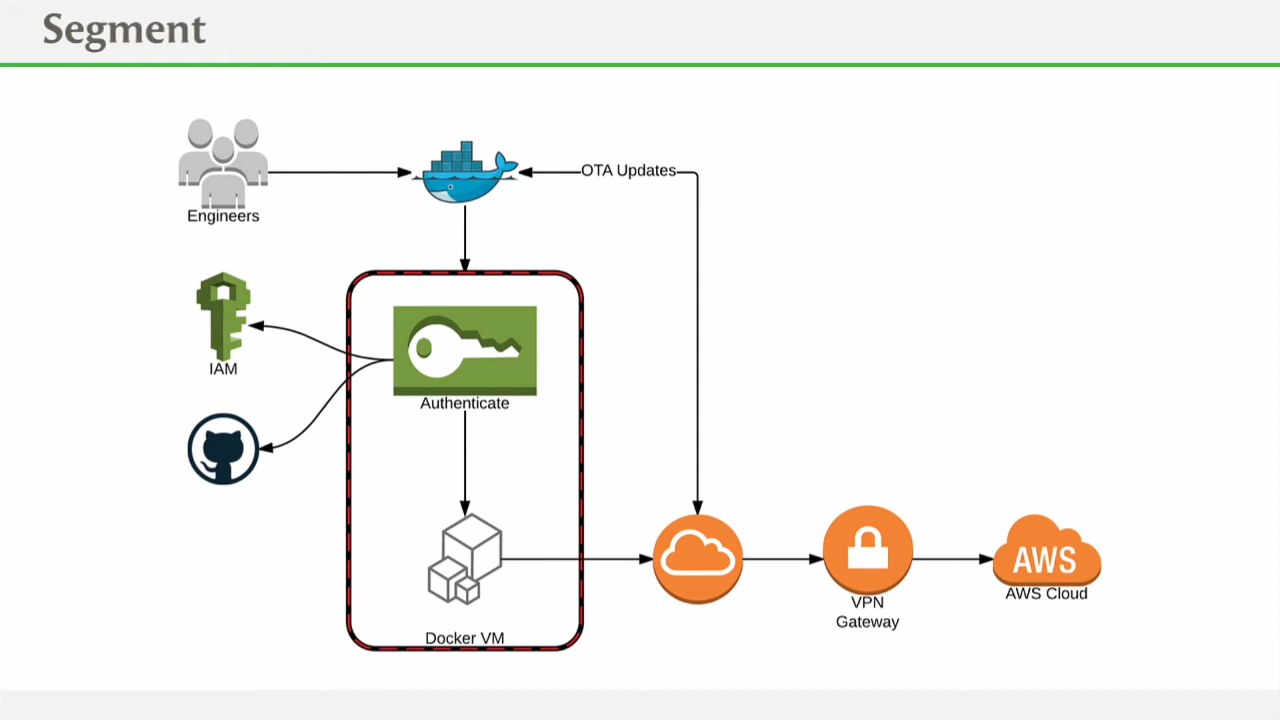 Segment
OTA Updates
Engineers
IAM
Authenticate
Docker VM
VPN
Gateway
AWS
AWS Cloud